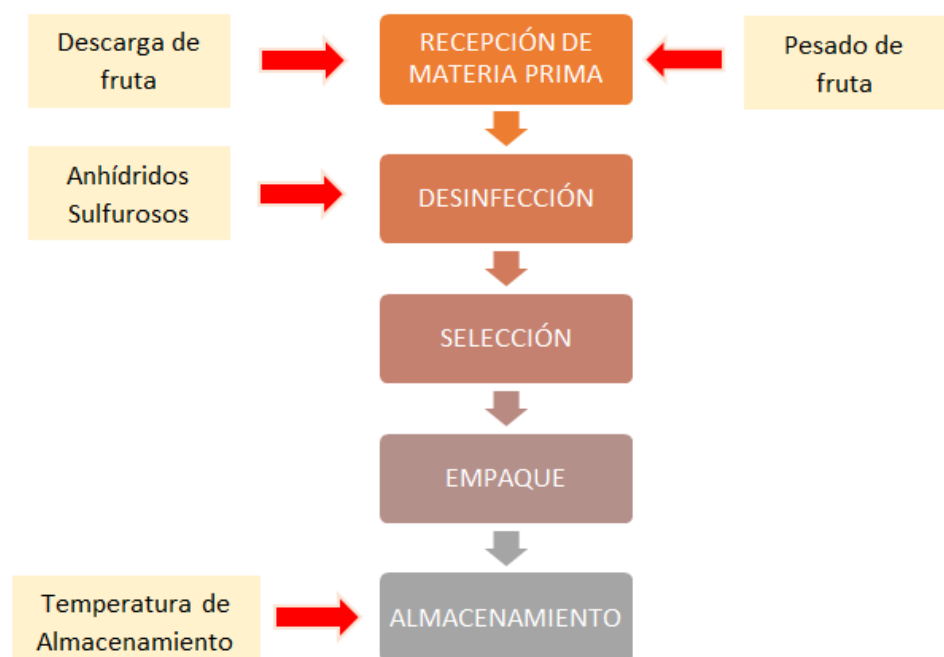 Descarga de
fruta
RECEPCIÓN DE
MATERIA PRIMA
Pesado de
fruta
Anhídridos
Sulfurosos
DESINFECCIÓN
SELECCIÓN
EMPAQUE
Temperatura de
Almacenamiento
ALMACENAMIENTO